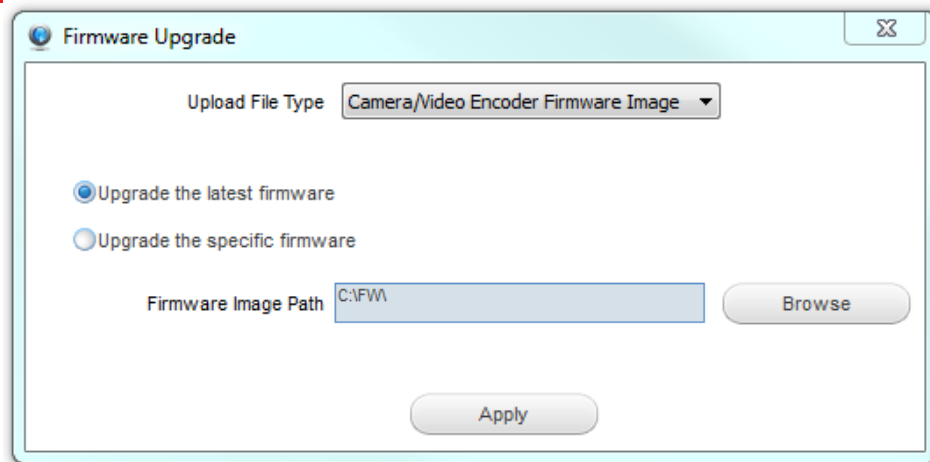 Firmware Upgrade
Upload File Type Camera/Video Encoder Firmware Image
Upgrade the latest firmware
Upgrade the specific firmware
Firmware Image Path C:\FW\ Browse
Apply